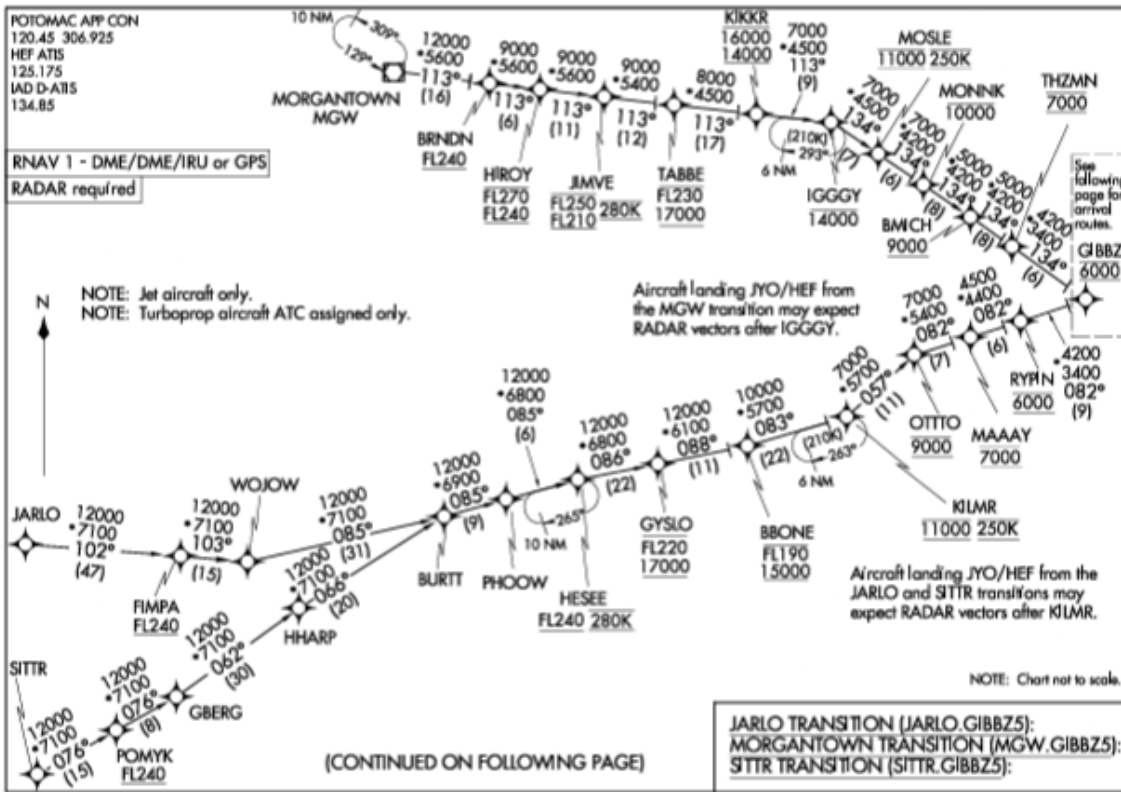 POTOMAC APP CON
120.45 306.925
HEF ATIS
125.175
IAD D-ATIS
134.85
RNAV 1 - DME/DME/IRU or GPS
RADAR required
10 NM
309°
129°
MORGANTOWN
MGW
12000
*5600
113°
(16)
BRNDN
FL240
9000
*5600
113°
(6)
HIROY
FL270
FL240
9000
*5600
113°
(11)
JIMVE
FL250
FL210
280K
9000
*5400
113°
(12)
TABBE
FL230
17000
8000
*4500
113°
(17)
KIKKR
16000
14000
7000
*4500
113°
(9)
(210K)
293°
6 NM
IGGGY
14000
7000
*4500
134°
(7)
MOSLE
11000 250K
7000
*4200
134°
(6)
MONNK
10000
5000
*4200
134°
(8)
BMICH
9000
5000
*4200
134°
(8)
THZMN
7000
4200
*3400
134°
(6)
See
following
page for
arrival
routes.
GIBBZ
6000
N
NOTE: Jet aircraft only.
NOTE: Turboprop aircraft ATC assigned only.
Aircraft landing JYO/HEF from
the MGW transition may expect
RADAR vectors after IGGGY.
JARLO
12000
*7100
102°
(47)
FIMPA
FL240
12000
*7100
103°
(15)
WOJOW
12000
*7100
085°
(31)
SITTR
12000
*7100
076°
(15)
POMYK
FL240
12000
*7100
076°
(8)
GBERG
12000
*7100
062°
(30)
HHARP
12000
*7100
066°
(20)
BURTT
12000
*6900
085°
(9)
PHOOW
12000
*6800
085°
(6)
265°
10 NM
HESEE
FL240 280K
12000
*6800
086°
(22)
GYSLO
FL220
17000
12000
*6100
088°
(11)
BBONE
FL190
15000
10000
*5700
083°
(22)
(210K)
263°
6 NM
KILMR
11000 250K
7000
*5700
057°
(11)
OTTTO
9000
7000
*5400
082°
(7)
MAAAY
7000
4500
*4400
082°
(6)
RYPIN
6000
*4200
3400
082°
(9)
Aircraft landing JYO/HEF from the
JARLO and SITTR transitions may
expect RADAR vectors after KILMR.
NOTE: Chart not to scale.
(CONTINUED ON FOLLOWING PAGE)
JARLO TRANSITION (JARLO.GIBBZ5):
MORGANTOWN TRANSITION (MGW.GIBBZ5):
SITTR TRANSITION (SITTR.GIBBZ5):